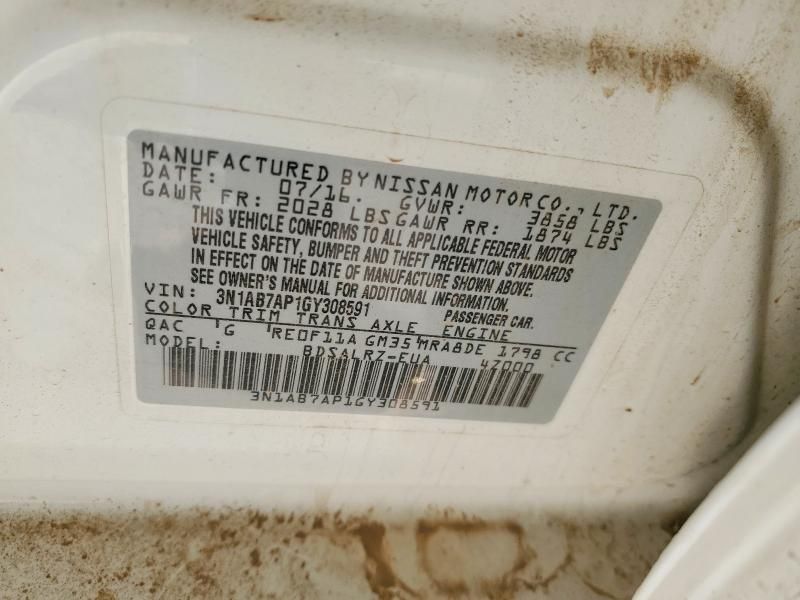 MANUFACTURED BY NISSAN MOTOR CO., LTD.
DATE: 07/16. GVWR: 3858 LBS
GAWR FR: 2028 LBS GAWR RR: 1874 LBS
THIS VEHICLE CONFORMS TO ALL APPLICABLE FEDERAL MOTOR
VEHICLE SAFETY, BUMPER AND THEFT PREVENTION STANDARDS
IN EFFECT ON THE DATE OF MANUFACTURE SHOWN ABOVE.
SEE OWNER'S MANUAL FOR ADDITIONAL INFORMATION.
VIN: 3N1AB7AP1GY308591 PASSENGER CAR.
COLOR TRIM TRANS AXLE ENGINE
QAC G RE0F11A GM35 MRA8DE 1798 CC
MODEL: BDSALRZ-EUA 4Z000
3N1AB7AP1GY308591